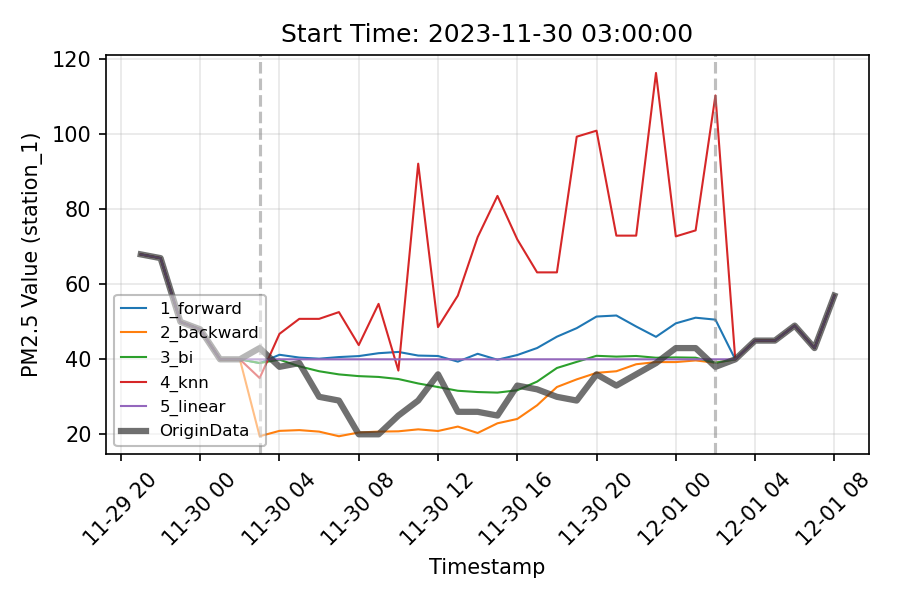 Start Time: 2023-11-30 03:00:00
PM2.5 Value (station_1)
120
100
80
60
40
20
1_forward
2_backward
3_bi
4_knn
5_linear
OriginData
11-29 20
11-30 00
11-30 04
11-30 08
11-30 12
11-30 16
11-30 20
12-01 00
12-01 04
12-01 08
Timestamp